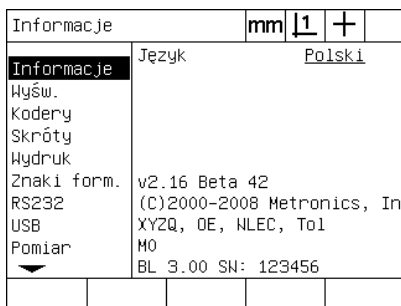 Informacje mm 1
Informacje
Język Polski
Wyśw.
Kodery
Skróty
Wydruk
Znaki form.
RS232
USB
Pomiar
v2.16 Beta 42
(C)2000-2008 Metronics, In
XYZQ, OE, NLEC, Tol
M0
BL 3.00 SN: 123456